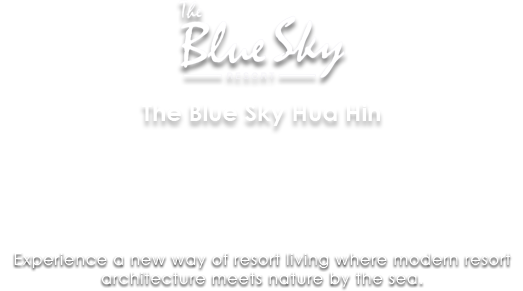 The
Blue Sky
RESORT
The Blue Sky Hua Hin
Experience a new way of resort living where modern resort
architecture meets nature by the sea.